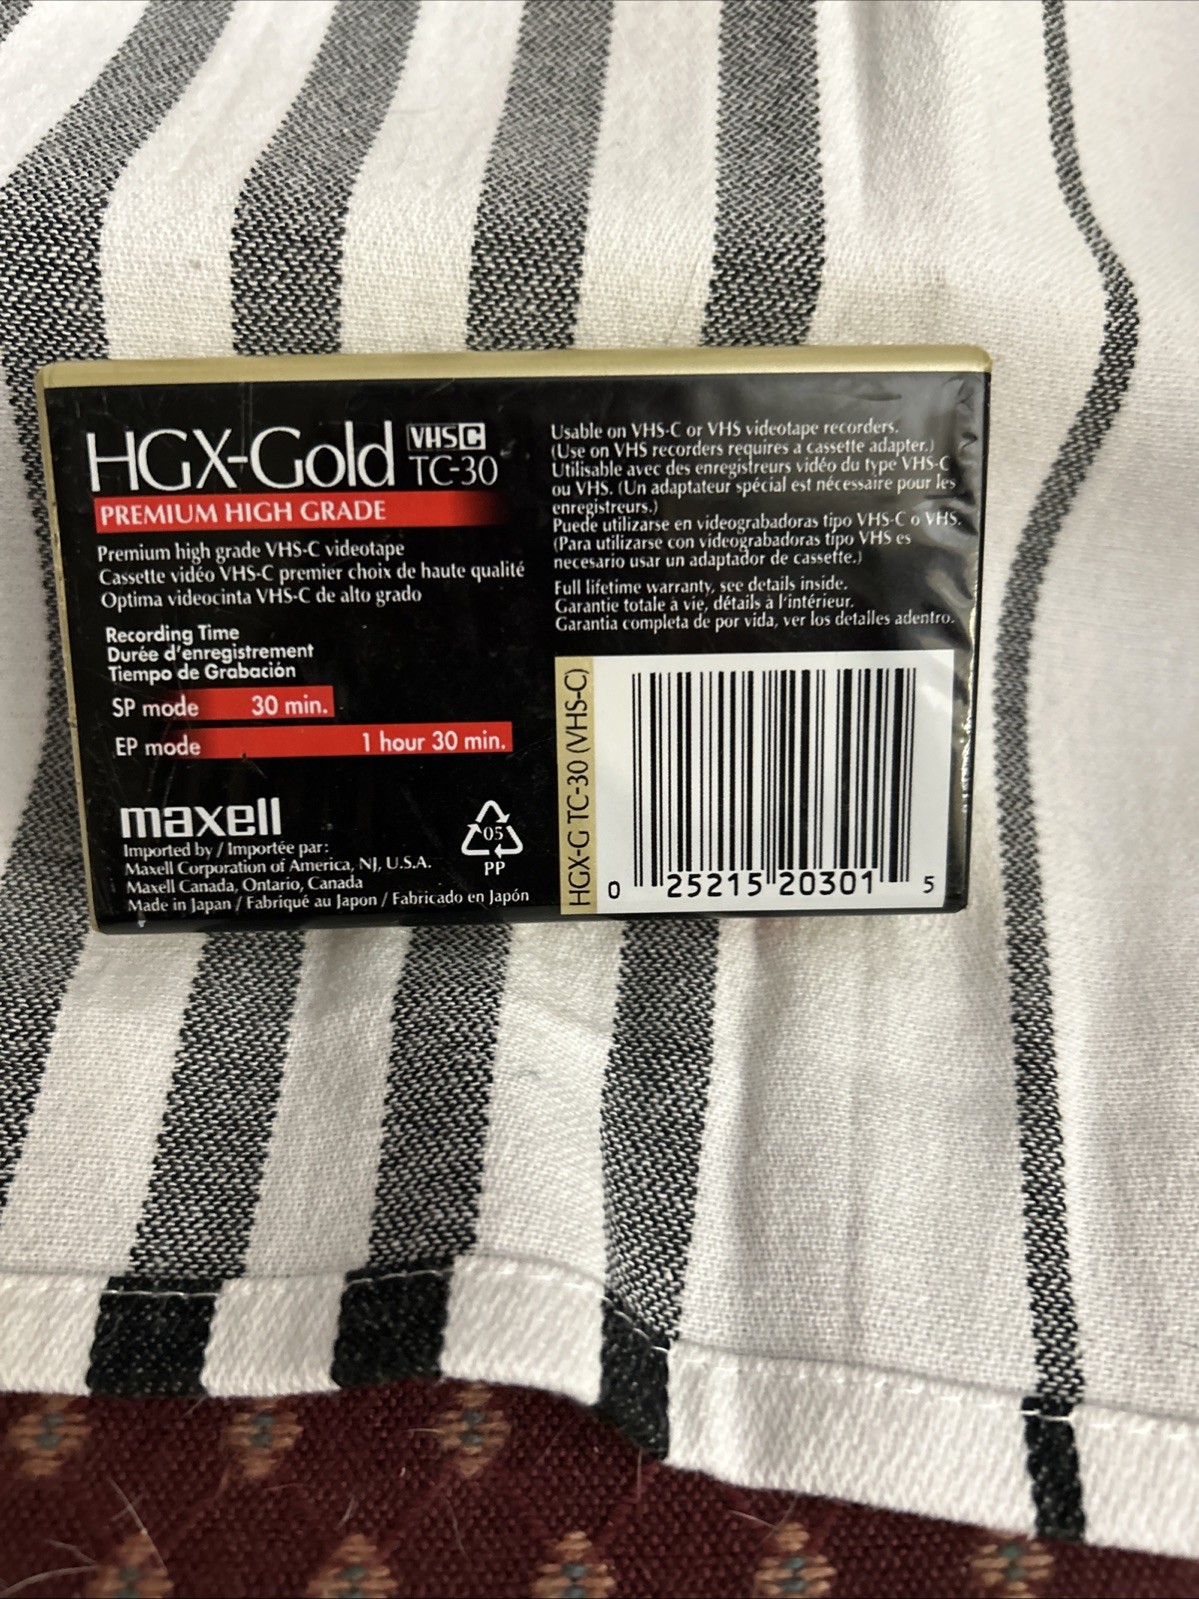 HGX-Gold VHSC
TC-30
PREMIUM HIGH GRADE
Premium high grade VHS-C videotape
Cassette vidéo VHS-C premier choix de haute qualité
Optima videocinta VHS-C de alto grado
Recording Time
Durée d'enregistrement
Tiempo de Grabación
SP mode 30 min.
EP mode 1 hour 30 min.
maxell
Imported by / Importée par:
Maxell Corporation of America, NJ, U.S.A.
Maxell Canada, Ontario, Canada
Made in Japan / Fabriqué au Japon / Fabricado en Japón
05
PP
Usable on VHS-C or VHS videotape recorders.
(Use on VHS recorders requires a cassette adapter.)
Utilisable avec des enregistreurs vidéo du type VHS-C
ou VHS. (Un adaptateur spécial est nécessaire pour les
enregistreurs.)
Puede utilizarse en videograbadoras tipo VHS-C o VHS.
(Para utilizarse con videograbadoras tipo VHS es
necesario usar un adaptador de cassette.)
Full lifetime warranty, see details inside.
Garantie totale à vie, détails à l'intérieur.
Garantia completa de por vida, ver los detalles adentro.
HGX-G TC-30 (VHS-C)
0 25215 20301 5